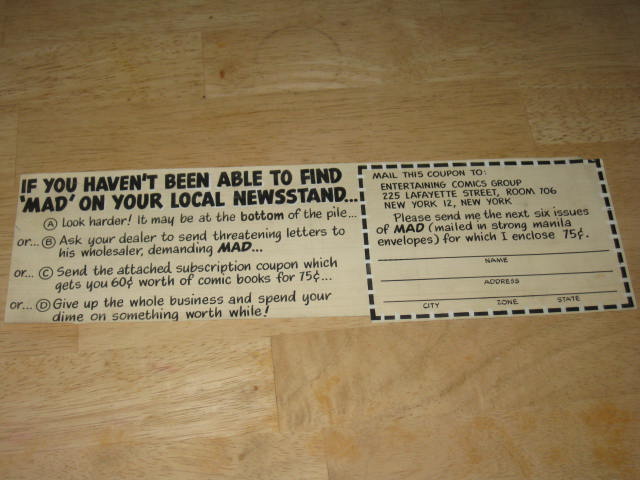 IF YOU HAVEN'T BEEN ABLE TO FIND
'MAD' ON YOUR LOCAL NEWSSTAND...
Ⓐ Look harder! It may be at the bottom of the pile...
or... Ⓑ Ask your dealer to send threatening letters to
his wholesaler, demanding MAD...
or... Ⓒ Send the attached subscription coupon which
gets you 60¢ worth of comic books for 75¢...
or... Ⓓ Give up the whole business and spend your
dime on something worth while!
MAIL THIS COUPON TO:
ENTERTAINING COMICS GROUP
225 LAFAYETTE STREET, ROOM 706
NEW YORK 12, NEW YORK
Please send me the next six issues
of MAD (mailed in strong manila
envelopes) for which I enclose 75¢.
NAME
ADDRESS
CITY ZONE STATE